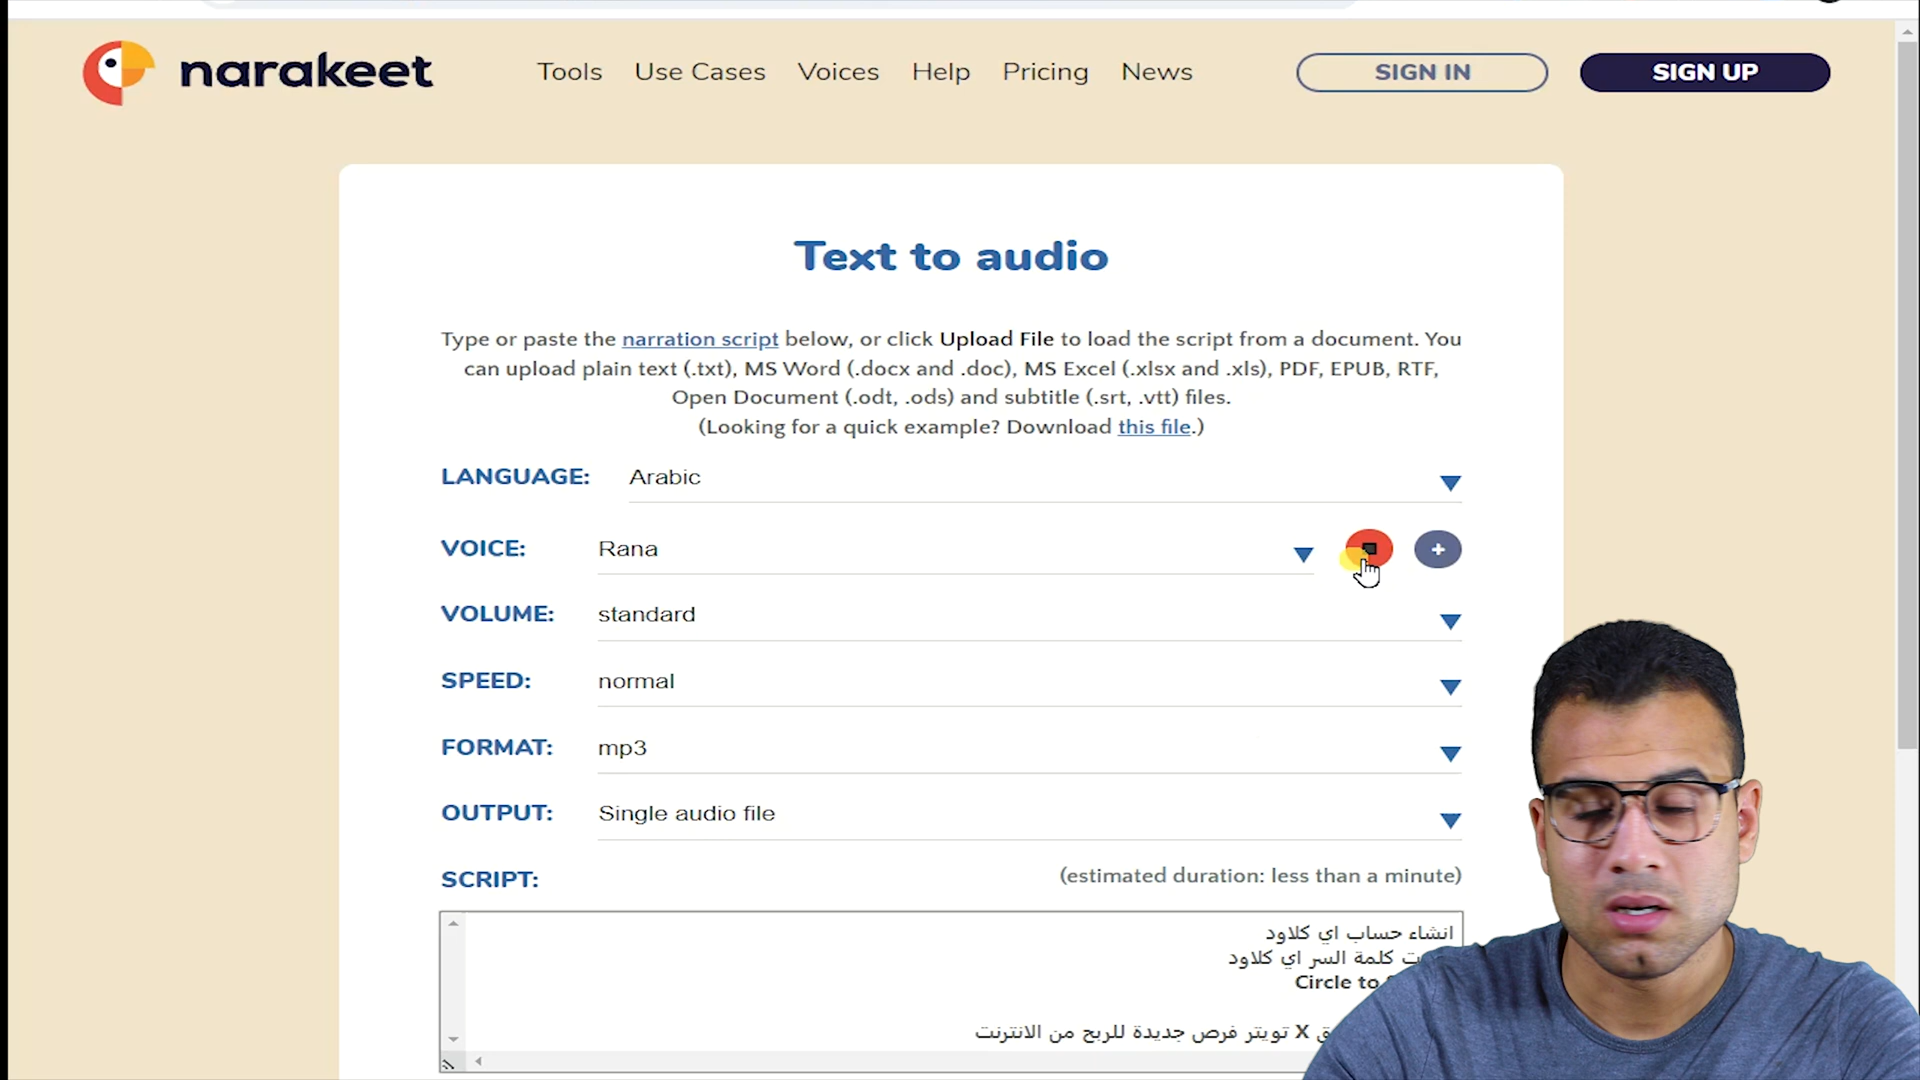 narakeet
Tools Use Cases Voices Help Pricing News SIGN IN SIGN UP
Text to audio
Type or paste the narration script below, or click Upload File to load the script from a document. You
can upload plain text (.txt), MS Word (.docx and .doc), MS Excel (.xlsx and .xls), PDF, EPUB, RTF,
Open Document (.odt, .ods) and subtitle (.srt, .vtt) files.
(Looking for a quick example? Download this file.)
LANGUAGE: Arabic
VOICE: Rana
VOLUME: standard
SPEED: normal
FORMAT: mp3
OUTPUT: Single audio file
SCRIPT: (estimated duration: less than a minute)
انشاء حساب اي كلاود
كلمة السر اي كلاود
Circle to
X تويتر فرص جديدة للربح من الانترنت